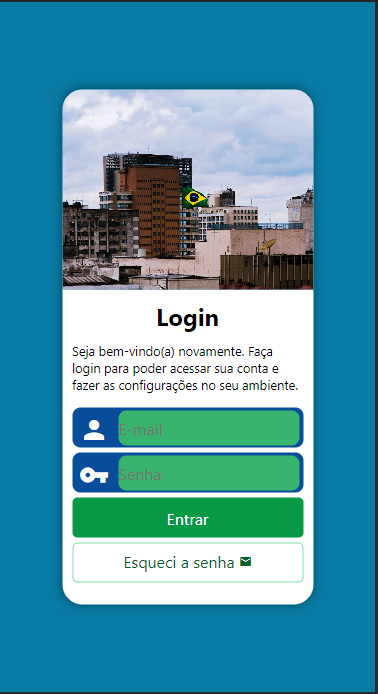 Login
Seja bem-vindo(a) novamente. Faça
login para poder acessar sua conta e
fazer as configurações no seu ambiente.
E-mail
Senha
Entrar
Esqueci a senha